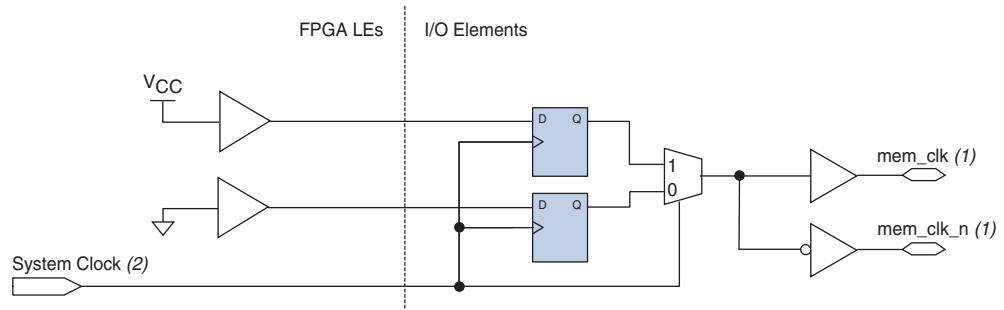 FPGA LEs
I/O Elements
VCC
D Q
1
0
mem_clk (1)
D Q
mem_clk_n (1)
System Clock (2)